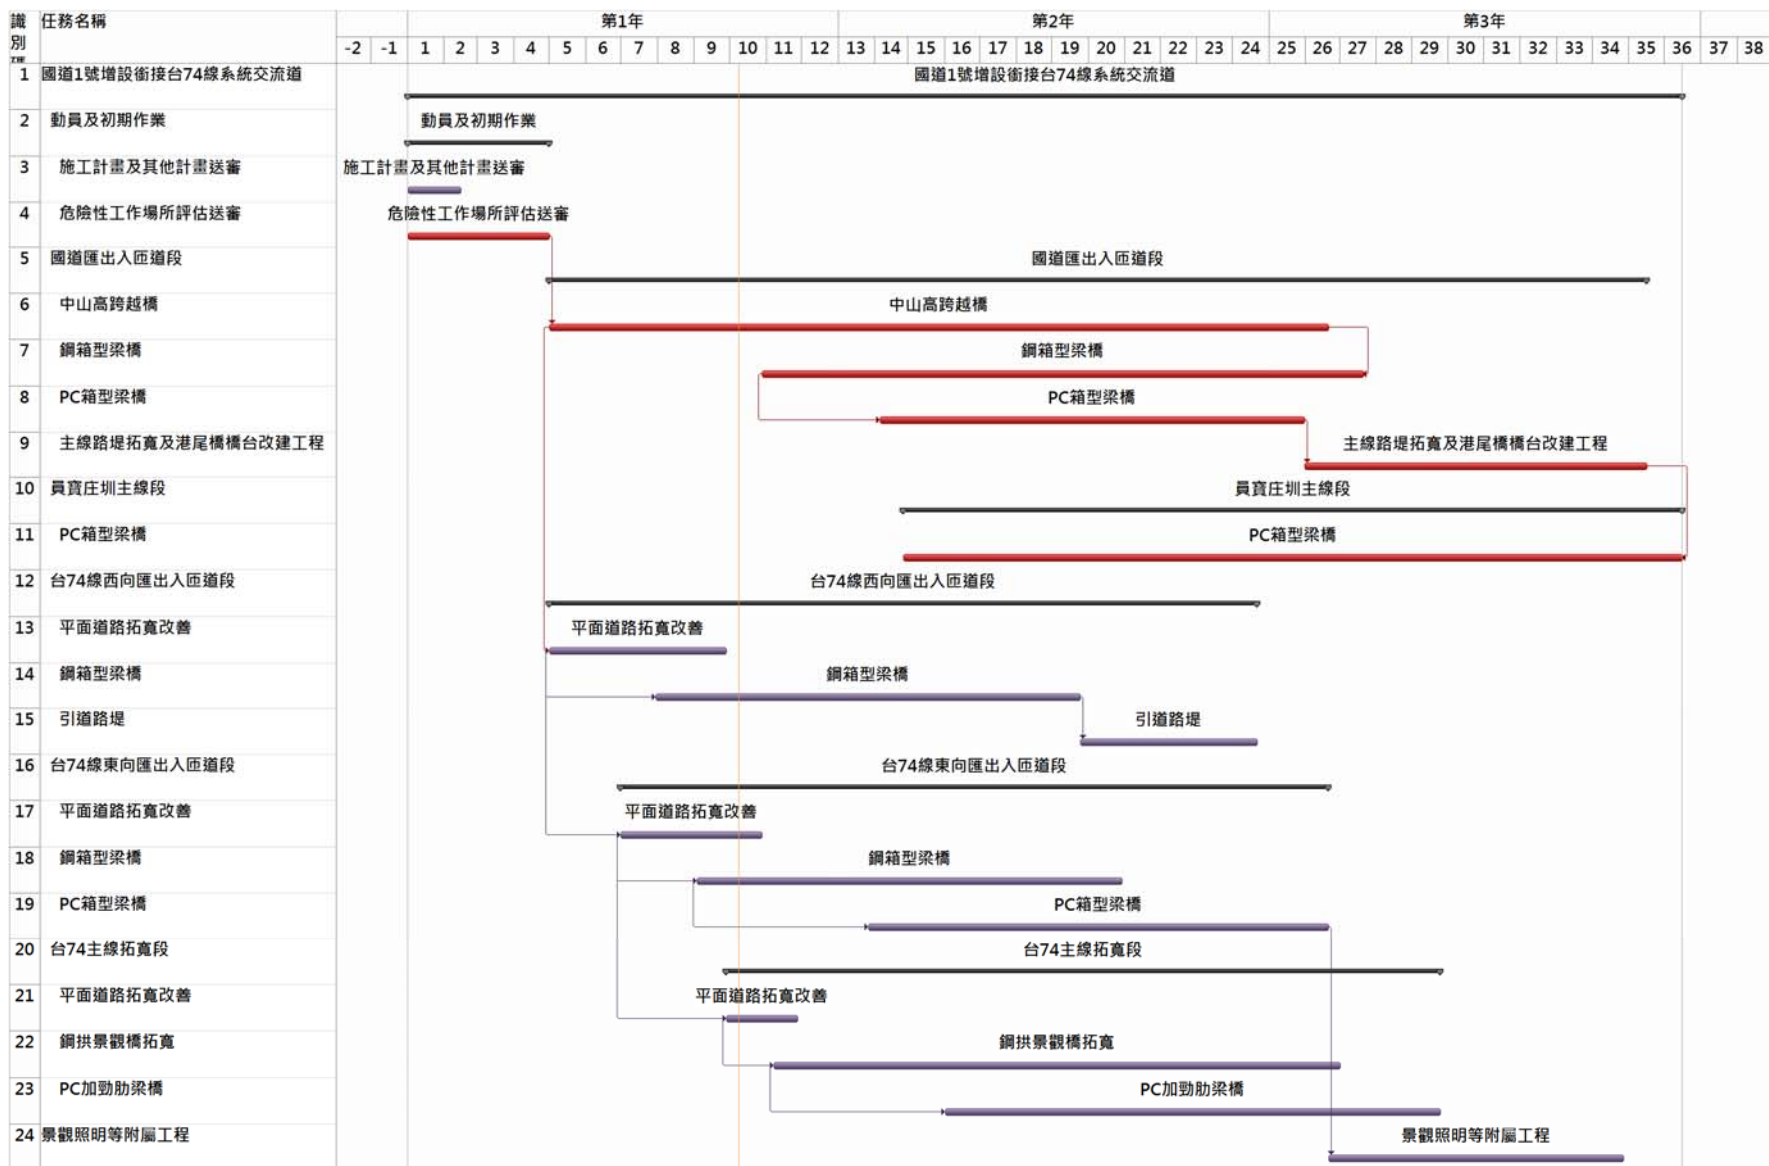 識別碼 任務名稱 第1年 第2年 第3年
-2 -1 1 2 3 4 5 6 7 8 9 10 11 12 13 14 15 16 17 18 19 20 21 22 23 24 25 26 27 28 29 30 31 32 33 34 35 36 37 38
1 國道1號增設銜接台74線系統交流道 國道1號增設銜接台74線系統交流道
2 動員及初期作業 動員及初期作業
3 施工計畫及其他計畫送審 施工計畫及其他計畫送審
4 危險性工作場所評估送審 危險性工作場所評估送審
5 國道匯出入匝道段 國道匯出入匝道段
6 中山高跨越橋 中山高跨越橋
7 鋼箱型梁橋 鋼箱型梁橋
8 PC箱型梁橋 PC箱型梁橋
9 主線路堤拓寬及港尾橋橋台改建工程 主線路堤拓寬及港尾橋橋台改建工程
10 員寶庄圳主線段 員寶庄圳主線段
11 PC箱型梁橋 PC箱型梁橋
12 台74線西向匯出入匝道段 台74線西向匯出入匝道段
13 平面道路拓寬改善 平面道路拓寬改善
14 鋼箱型梁橋 鋼箱型梁橋
15 引道路堤 引道路堤
16 台74線東向匯出入匝道段 台74線東向匯出入匝道段
17 平面道路拓寬改善 平面道路拓寬改善
18 鋼箱型梁橋 鋼箱型梁橋
19 PC箱型梁橋 PC箱型梁橋
20 台74主線拓寬段 台74主線拓寬段
21 平面道路拓寬改善 平面道路拓寬改善
22 鋼拱景觀橋拓寬 鋼拱景觀橋拓寬
23 PC加勁肋梁橋 PC加勁肋梁橋
24 景觀照明等附屬工程 景觀照明等附屬工程